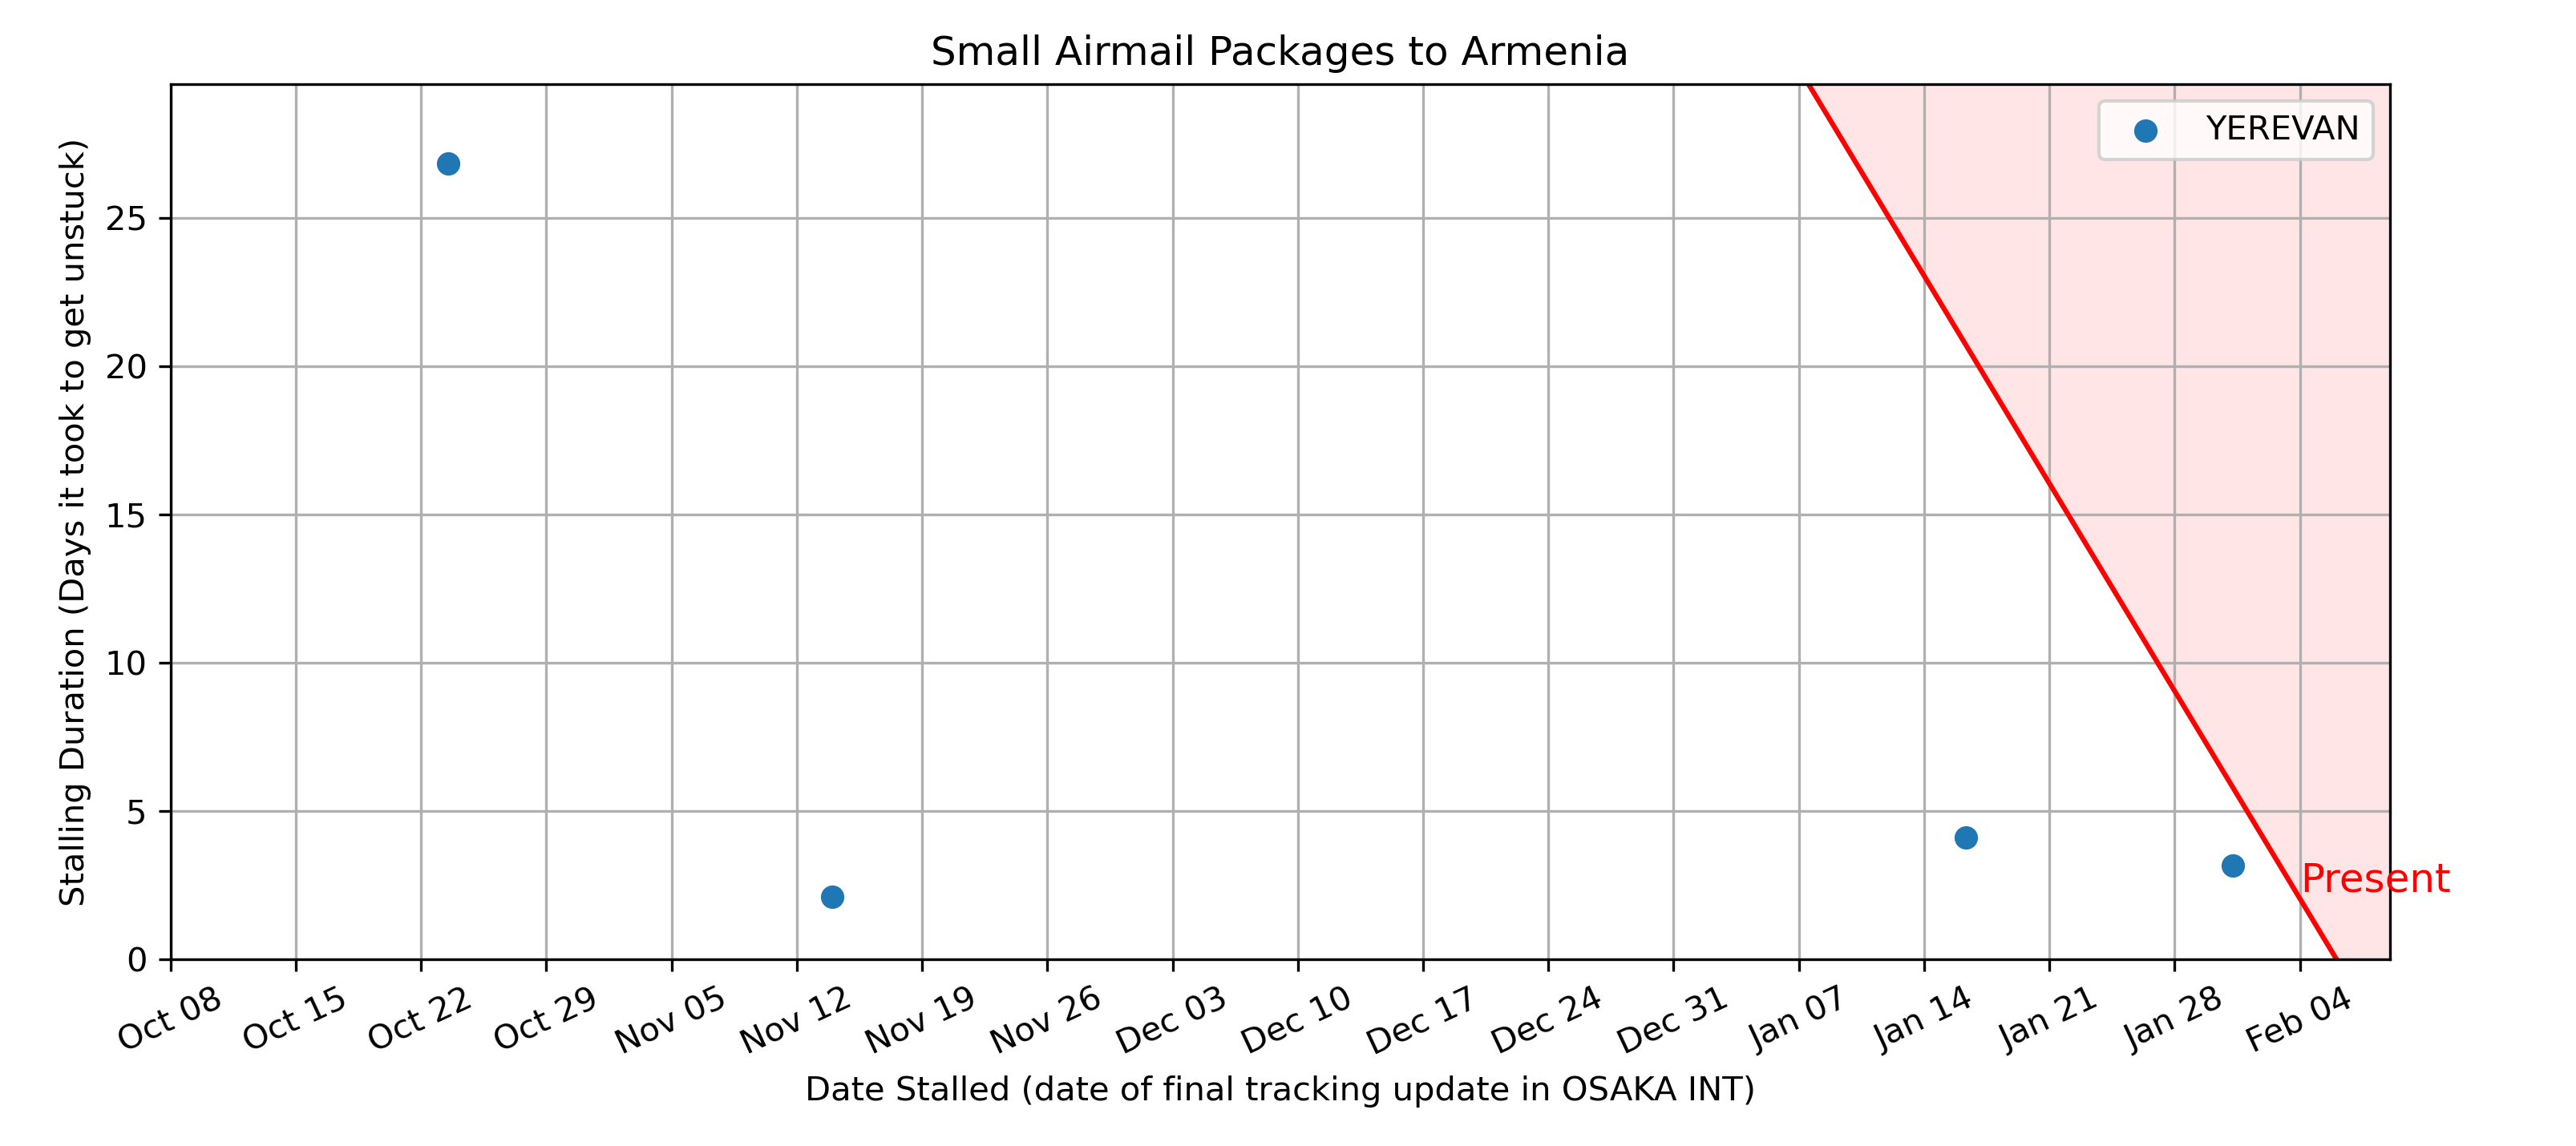 Small Airmail Packages to Armenia
YEREVAN
Stalling Duration (Days it took to get unstuck)
25
20
15
10
5
0
Present
Oct 08
Oct 15
Oct 22
Oct 29
Nov 05
Nov 12
Nov 19
Nov 26
Dec 03
Dec 10
Dec 17
Dec 24
Dec 31
Jan 07
Jan 14
Jan 21
Jan 28
Feb 04
Date Stalled (date of final tracking update in OSAKA INT)